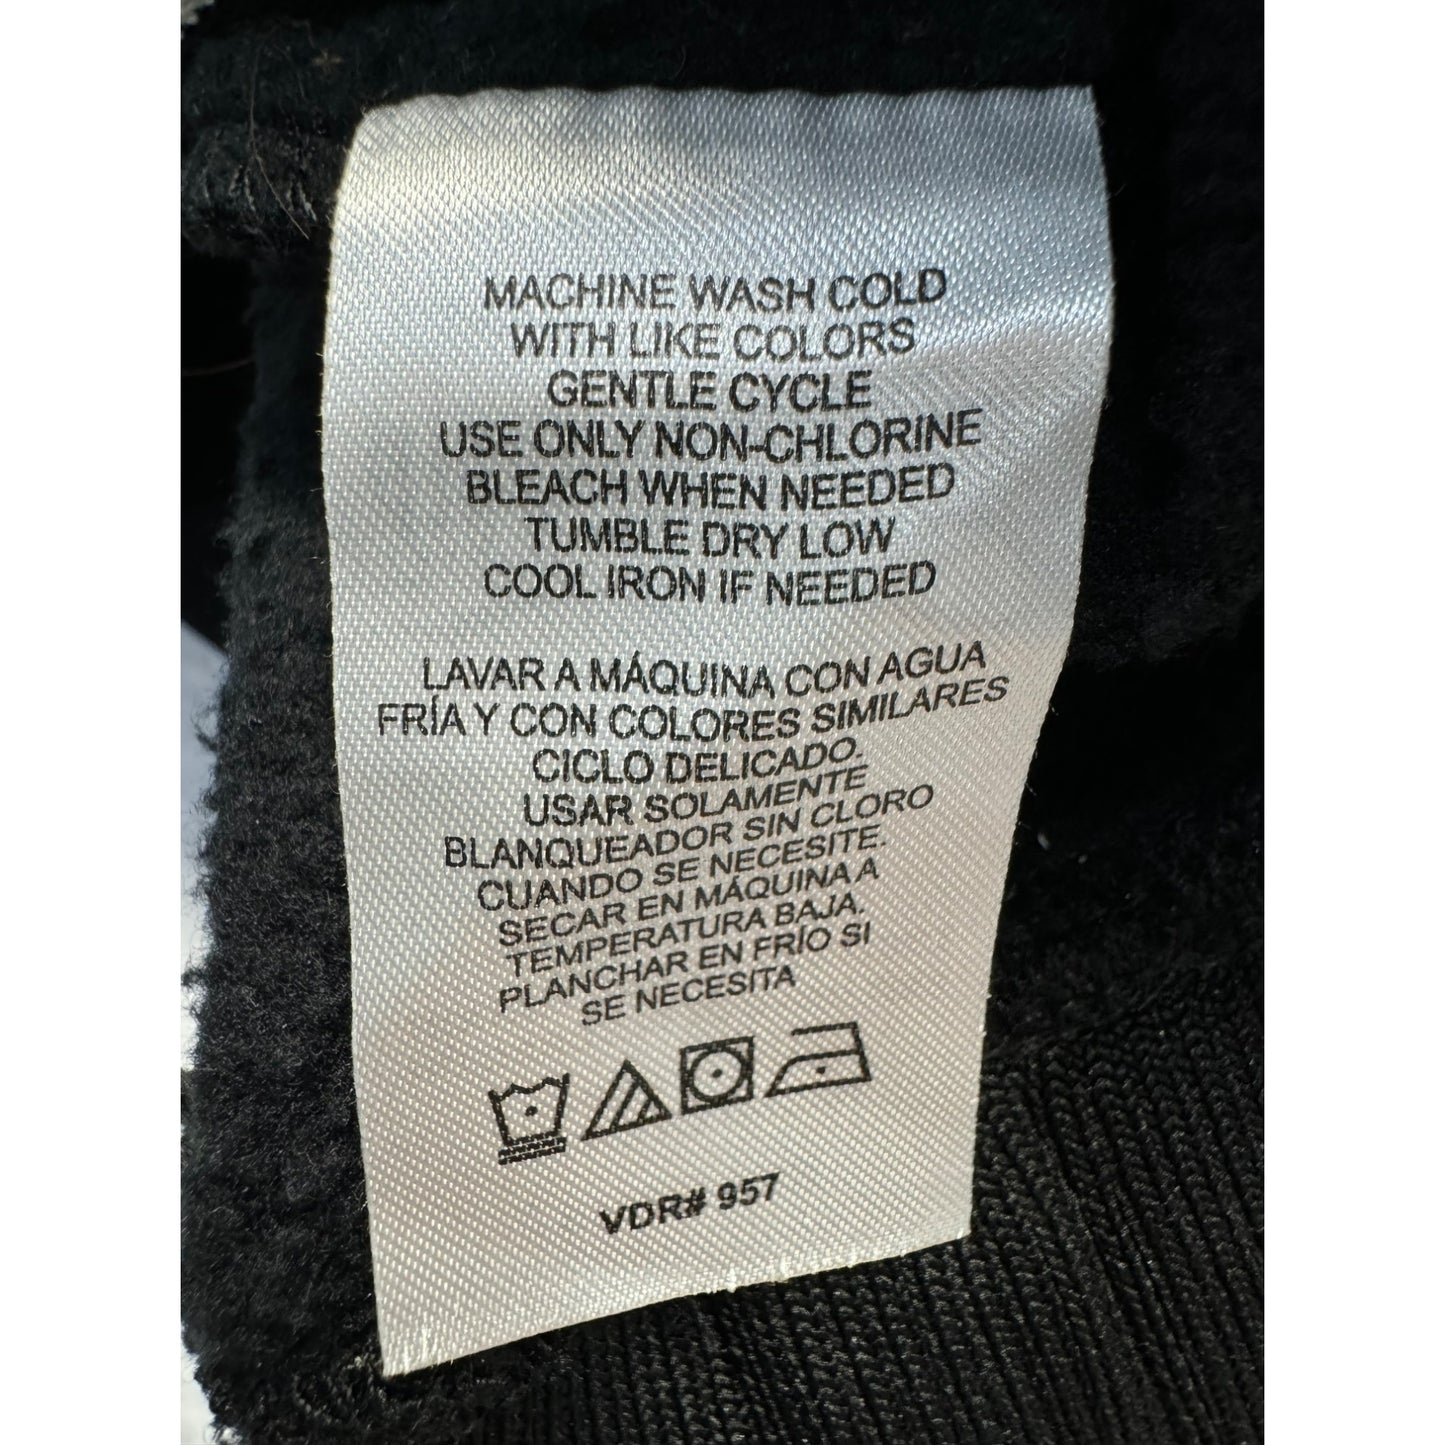 MACHINE WASH COLD
WITH LIKE COLORS
GENTLE CYCLE
USE ONLY NON-CHLORINE
BLEACH WHEN NEEDED
TUMBLE DRY LOW
COOL IRON IF NEEDED
LAVAR A MÁQUINA CON AGUA
FRÍA Y CON COLORES SIMILARES
CICLO DELICADO.
USAR SOLAMENTE
BLANQUEADOR SIN CLORO
CUANDO SE NECESITE.
SECAR EN MÁQUINA A
TEMPERATURA BAJA.
PLANCHAR EN FRÍO SI
SE NECESITA
VDR# 957